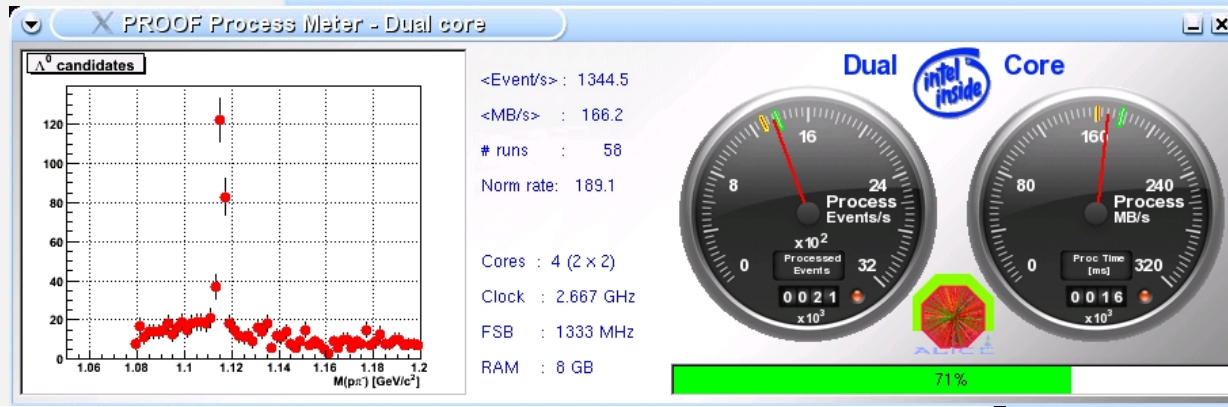 PROOF Process Meter - Dual core
Λ⁰ candidates
120
100
80
60
40
20
0
1.06 1.08 1.1 1.12 1.14 1.16 1.18 1.2
M(pπ⁻) [GeV/c²]
<Event/s> : 1344.5
<MB/s> : 166.2
# runs : 58
Norm rate: 189.1
Cores : 4 (2 x 2)
Clock : 2.667 GHz
FSB : 1333 MHz
RAM : 8 GB
Dual
intel inside
Core
0 8 16 24 32
Process
Events/s
x10²
Processed
Events
0021
x10³
0 80 160 240 320
Process
MB/s
Proc Time
[ms]
0016
x10³
ALICE
71%